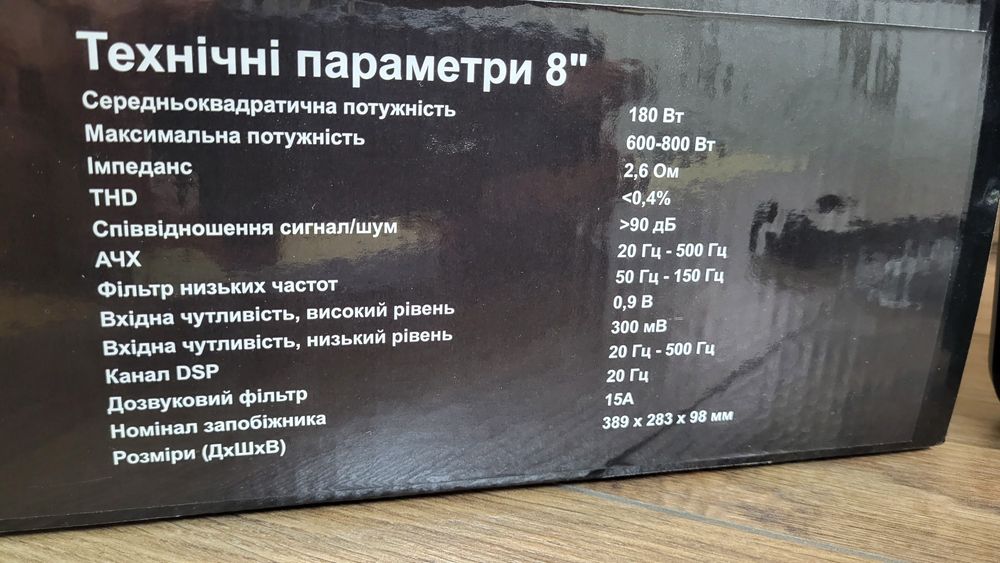 Технічні параметри 8"
Середньоквадратична потужність 180 Вт
Максимальна потужність 600-800 Вт
Імпеданс 2,6 Ом
THD <0,4%
Співвідношення сигнал/шум >90 дБ
АЧХ 20 Гц - 500 Гц
Фільтр низьких частот 50 Гц - 150 Гц
Вхідна чутливість, високий рівень 0,9 В
Вхідна чутливість, низький рівень 300 мВ
Канал DSP 20 Гц - 500 Гц
Дозвуковий фільтр 20 Гц
Номінал запобіжника 15А
Розміри (ДхШхВ) 389 х 283 х 98 мм